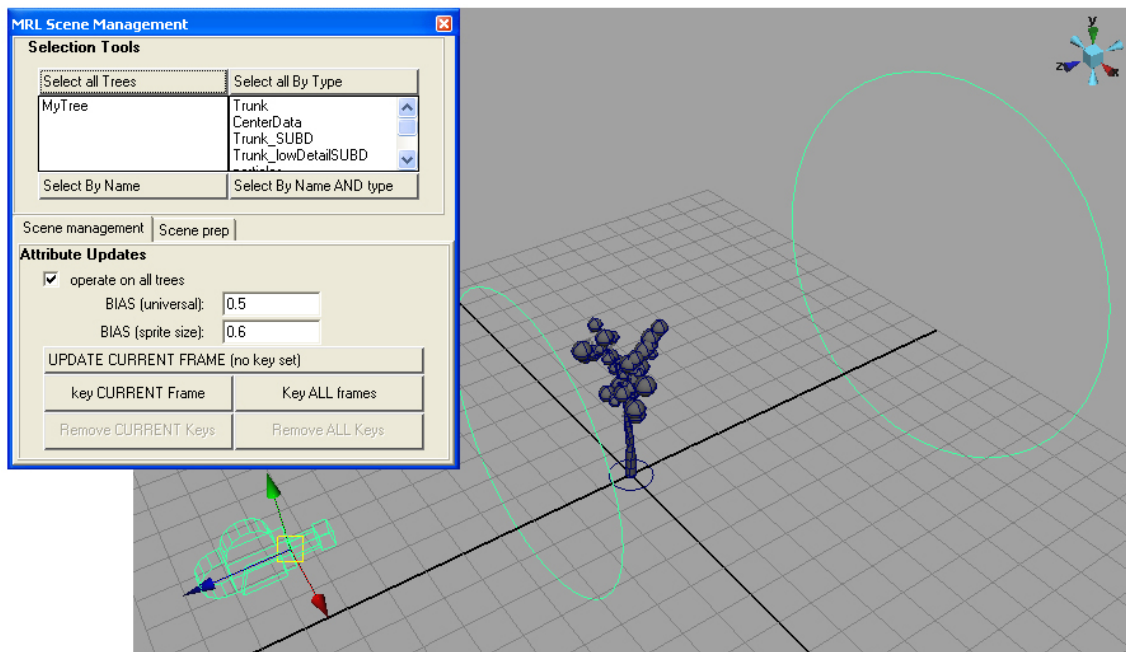 MRL Scene Management
Selection Tools
Select all Trees
Select all By Type
MyTree
Trunk
CenterData
Trunk_SUBD
Trunk_lowDetailSUBD
Select By Name
Select By Name AND type
Scene management
Scene prep
Attribute Updates
operate on all trees
BIAS (universal): 0.5
BIAS (sprite size): 0.6
UPDATE CURRENT FRAME (no key set)
key CURRENT Frame
Key ALL frames
Remove CURRENT Keys
Remove ALL Keys
y
z
x